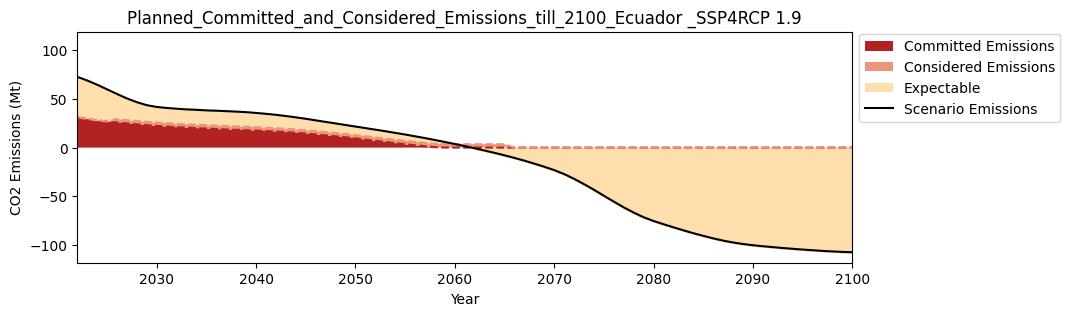 Planned_Committed_and_Considered_Emissions_till_2100_Ecuador _SSP4RCP 1.9
100
50
0
−50
−100
CO2 Emissions (Mt)
2030 2040 2050 2060 2070 2080 2090 2100
Year
Committed Emissions
Considered Emissions
Expectable
Scenario Emissions